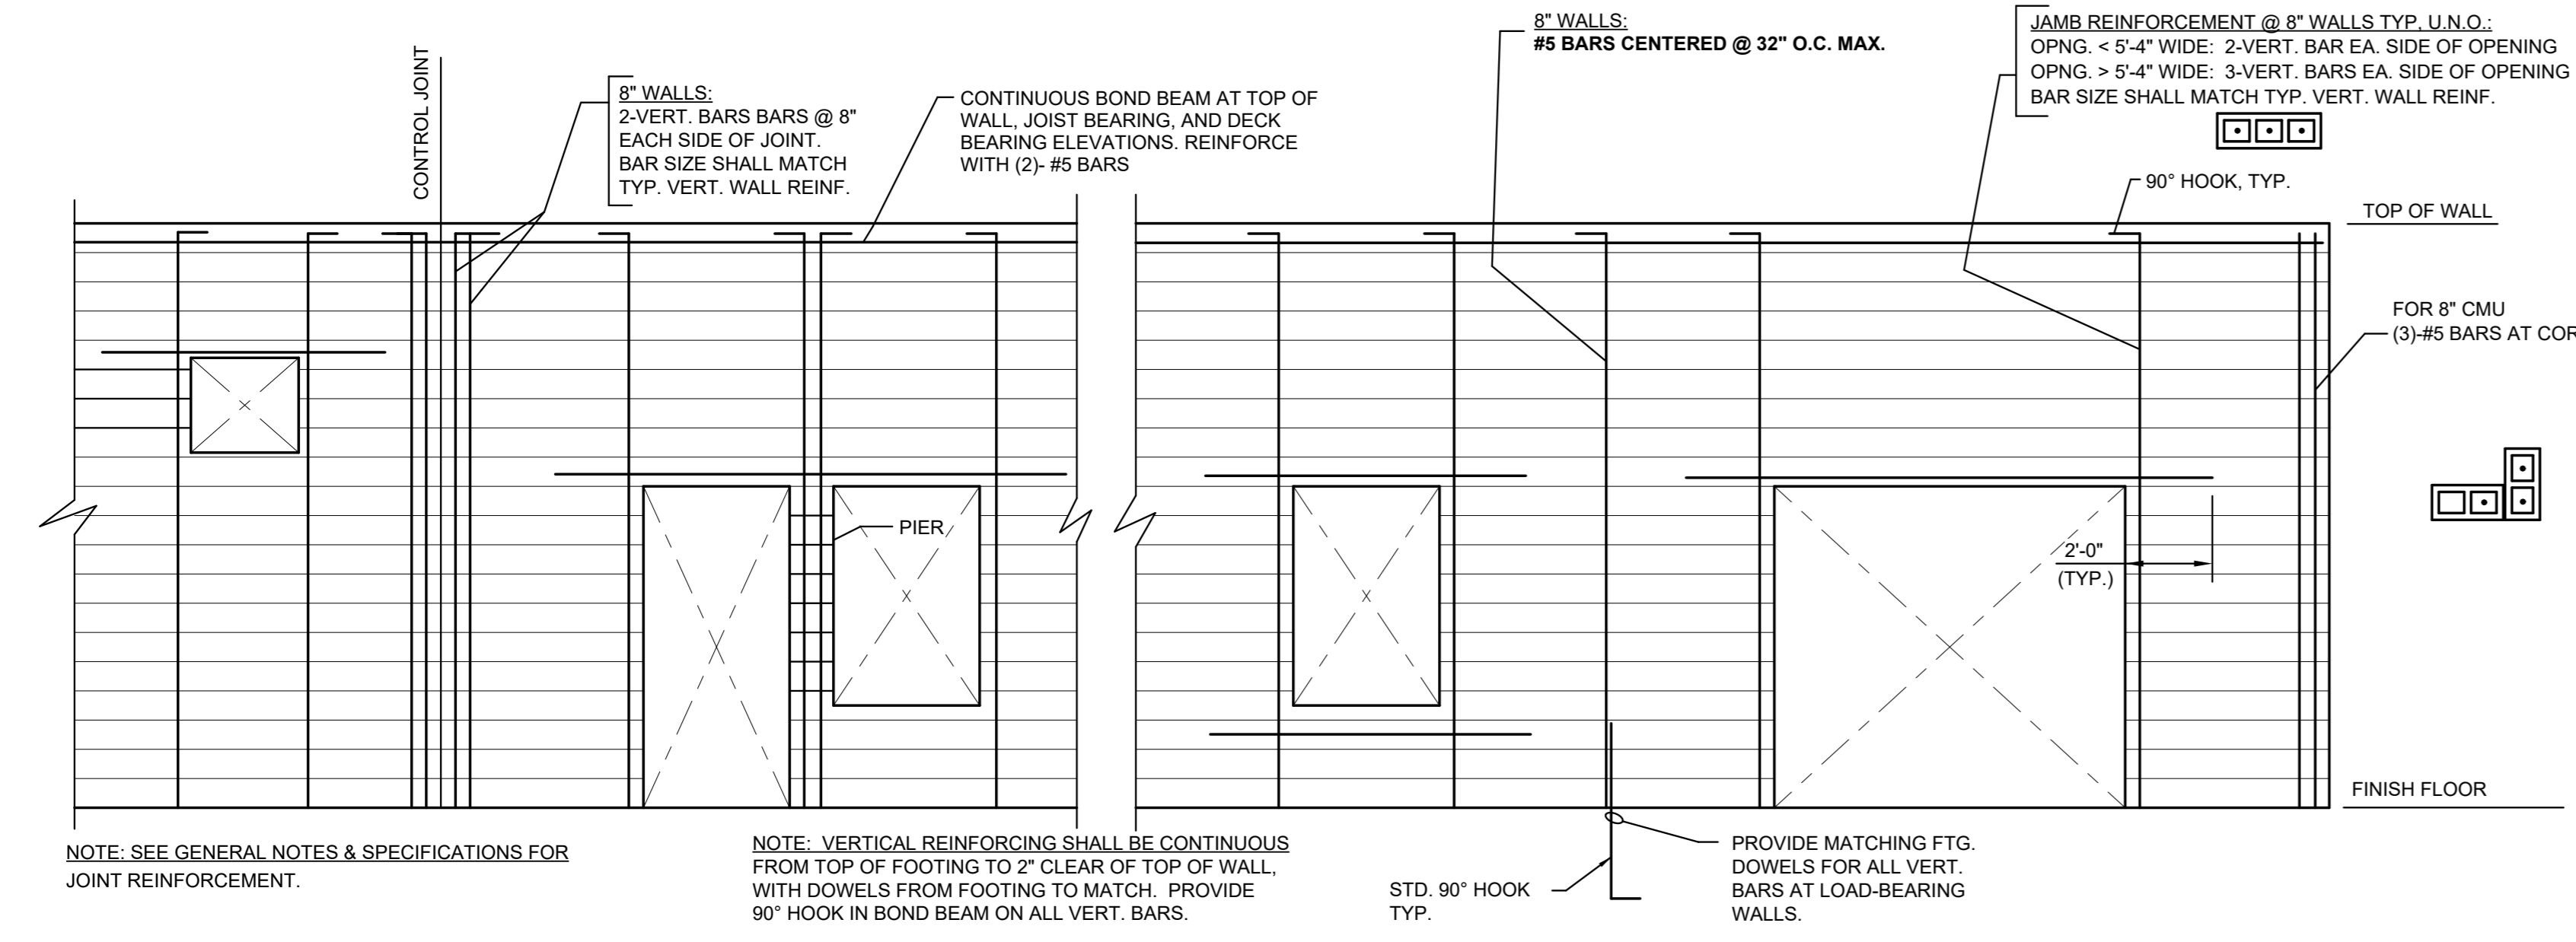 CONTROL JOINT
8" WALLS:
2-VERT. BARS BARS @ 8"
EACH SIDE OF JOINT.
BAR SIZE SHALL MATCH
TYP. VERT. WALL REINF.
CONTINUOUS BOND BEAM AT TOP OF
WALL, JOIST BEARING, AND DECK
BEARING ELEVATIONS. REINFORCE
WITH (2)- #5 BARS
8" WALLS:
#5 BARS CENTERED @ 32" O.C. MAX.
JAMB REINFORCEMENT @ 8" WALLS TYP, U.N.O.:
OPNG. < 5'-4" WIDE: 2-VERT. BAR EA. SIDE OF OPENING
OPNG. > 5'-4" WIDE: 3-VERT. BARS EA. SIDE OF OPENING
BAR SIZE SHALL MATCH TYP. VERT. WALL REINF.
90° HOOK, TYP.
TOP OF WALL
FOR 8" CMU
(3)-#5 BARS AT COR
PIER
2'-0"
(TYP.)
FINISH FLOOR
NOTE: SEE GENERAL NOTES & SPECIFICATIONS FOR
JOINT REINFORCEMENT.
NOTE: VERTICAL REINFORCING SHALL BE CONTINUOUS
FROM TOP OF FOOTING TO 2" CLEAR OF TOP OF WALL,
WITH DOWELS FROM FOOTING TO MATCH. PROVIDE
90° HOOK IN BOND BEAM ON ALL VERT. BARS.
STD. 90° HOOK
TYP.
PROVIDE MATCHING FTG.
DOWELS FOR ALL VERT.
BARS AT LOAD-BEARING
WALLS.